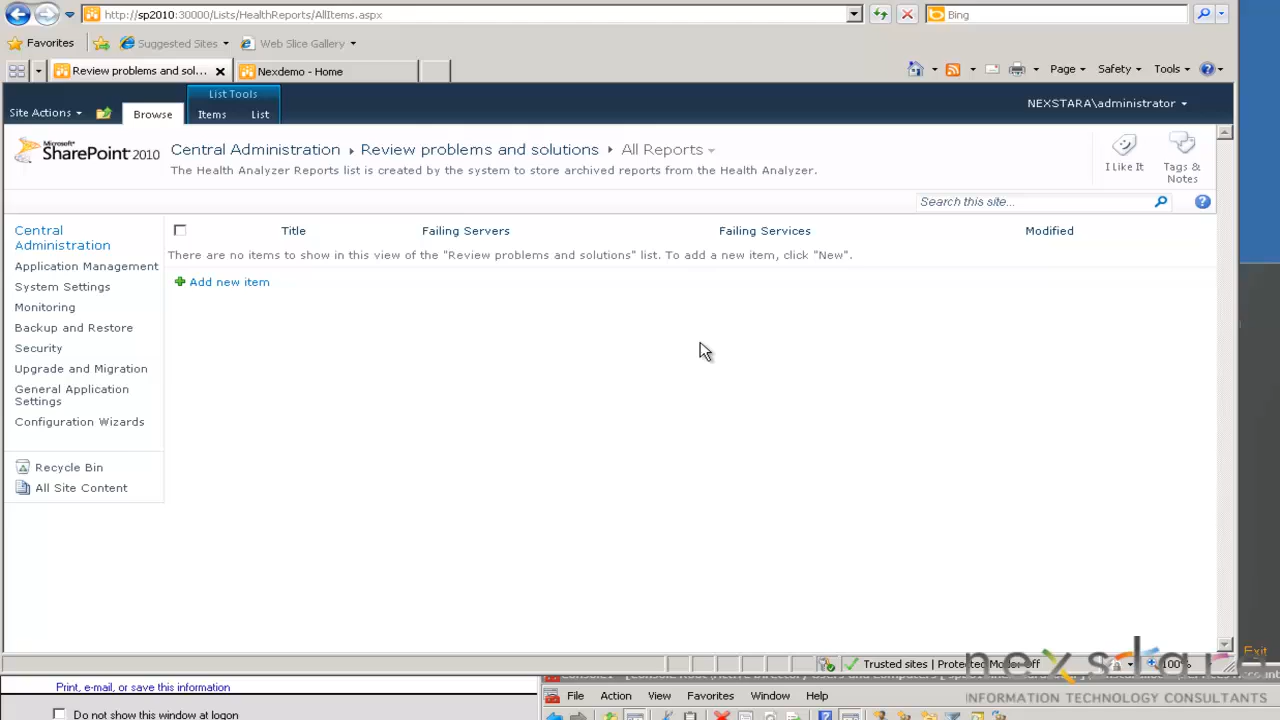 http://sp2010:30000/Lists/HealthReports/AllItems.aspx
Bing
Favorites
Suggested Sites
Web Slice Gallery
Review problems and sol...
Nexdemo - Home
Page
Safety
Tools
List Tools
Site Actions
Browse
Items
List
NEXSTARA\administrator
Microsoft
SharePoint 2010
Central Administration
Review problems and solutions
All Reports
The Health Analyzer Reports list is created by the system to store archived reports from the Health Analyzer.
I Like It
Tags &
Notes
Search this site...
Central
Administration
Application Management
System Settings
Monitoring
Backup and Restore
Security
Upgrade and Migration
General Application
Settings
Configuration Wizards
Recycle Bin
All Site Content
Title
Failing Servers
Failing Services
Modified
There are no items to show in this view of the "Review problems and solutions" list. To add a new item, click "New".
Add new item
Trusted sites | Protected Mode: Off
100%
Exit
nexstara
INFORMATION TECHNOLOGY CONSULTANTS
Print, e-mail, or save this information
Do not show this window at logon
File
Action
View
Favorites
Window
Help